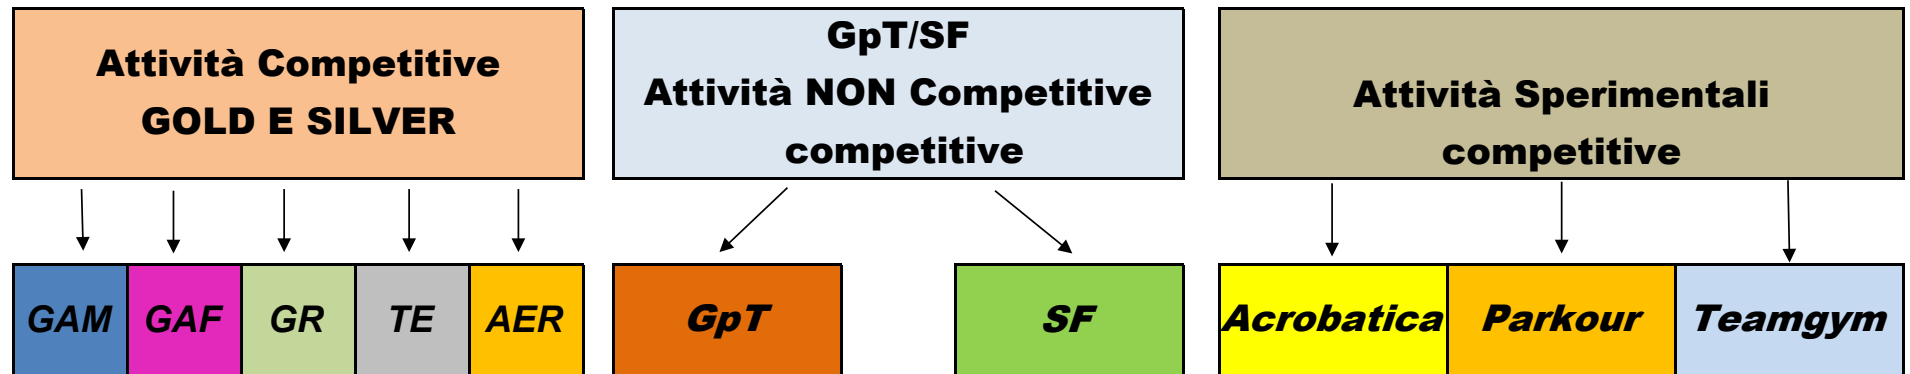 Attività Competitive
GOLD E SILVER
GpT/SF
Attività NON Competitive
competitive
Attività Sperimentali
competitive
GAM
GAF
GR
TE
AER
GpT
SF
Acrobatica
Parkour
Teamgym